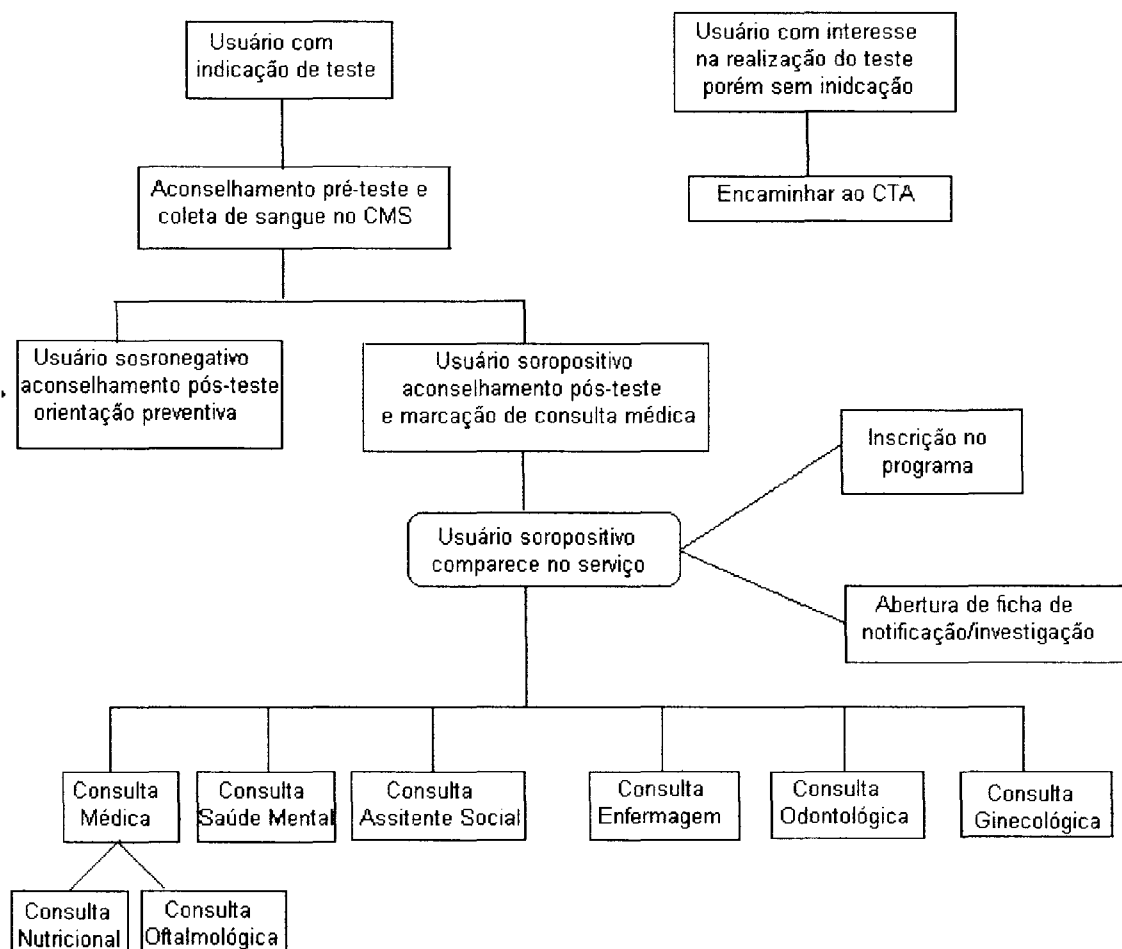 Usuário com
indicação de teste
Usuário com interesse
na realização do teste
porém sem inidcação
Aconselhamento pré-teste e
coleta de sangue no CMS
Encaminhar ao CTA
Usuário sosronegativo
aconselhamento pós-teste
orientação preventiva
Usuário soropositivo
aconselhamento pós-teste
e marcação de consulta médica
Inscrição no
programa
Usuário soropositivo
comparece no serviço
Abertura de ficha de
notificação/investigação
Consulta
Médica
Consulta
Saúde Mental
Consulta
Assitente Social
Consulta
Enfermagem
Consulta
Odontológica
Consulta
Ginecológica
Consulta
Nutricional
Consulta
Oftalmológica